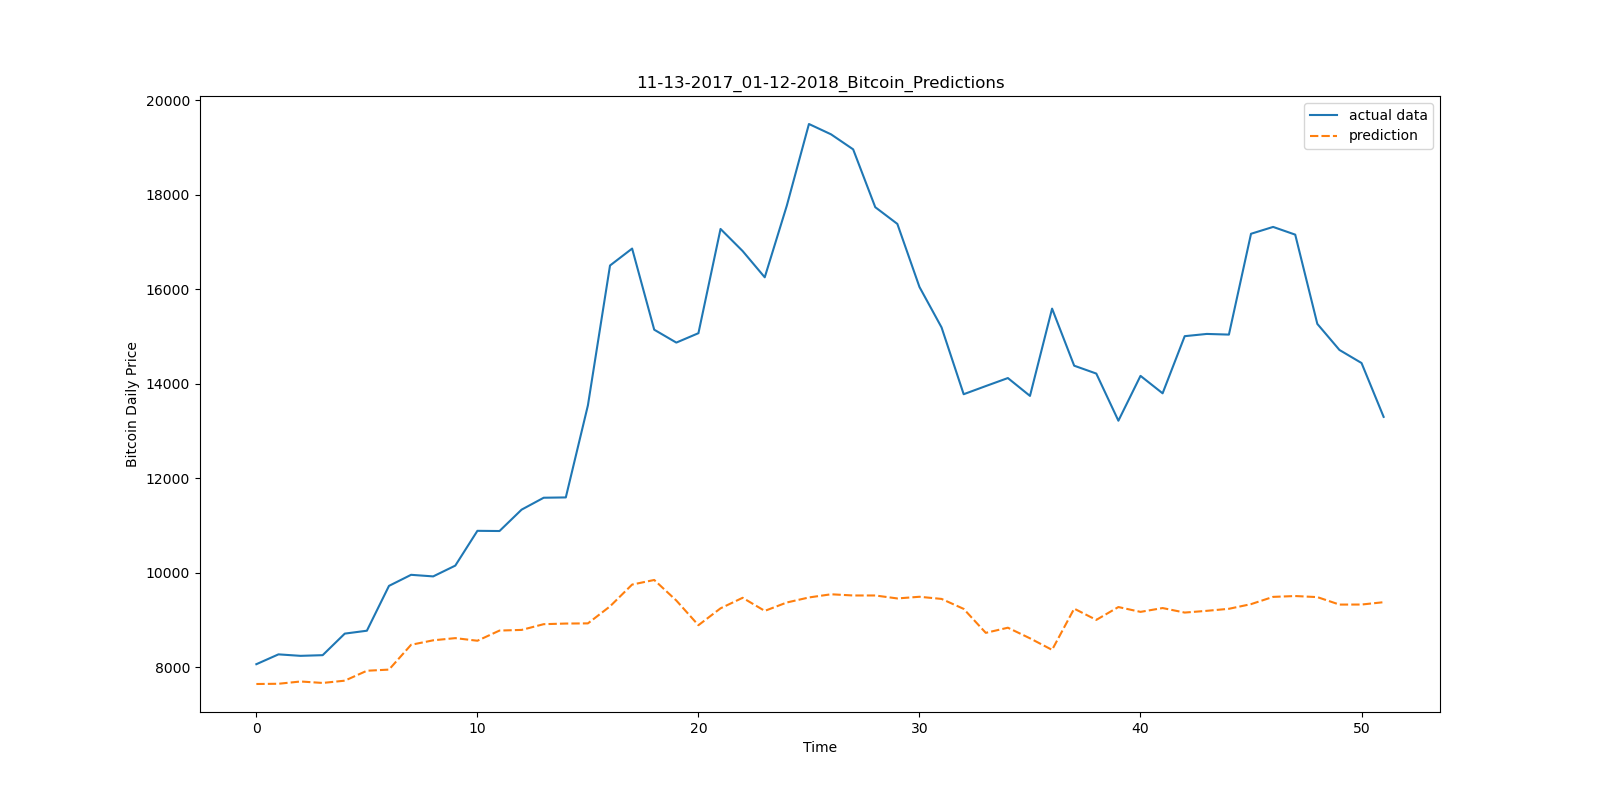 11-13-2017_01-12-2018_Bitcoin_Predictions
20000
18000
16000
14000
12000
10000
8000
Bitcoin Daily Price
actual data
prediction
0 10 20 30 40 50
Time